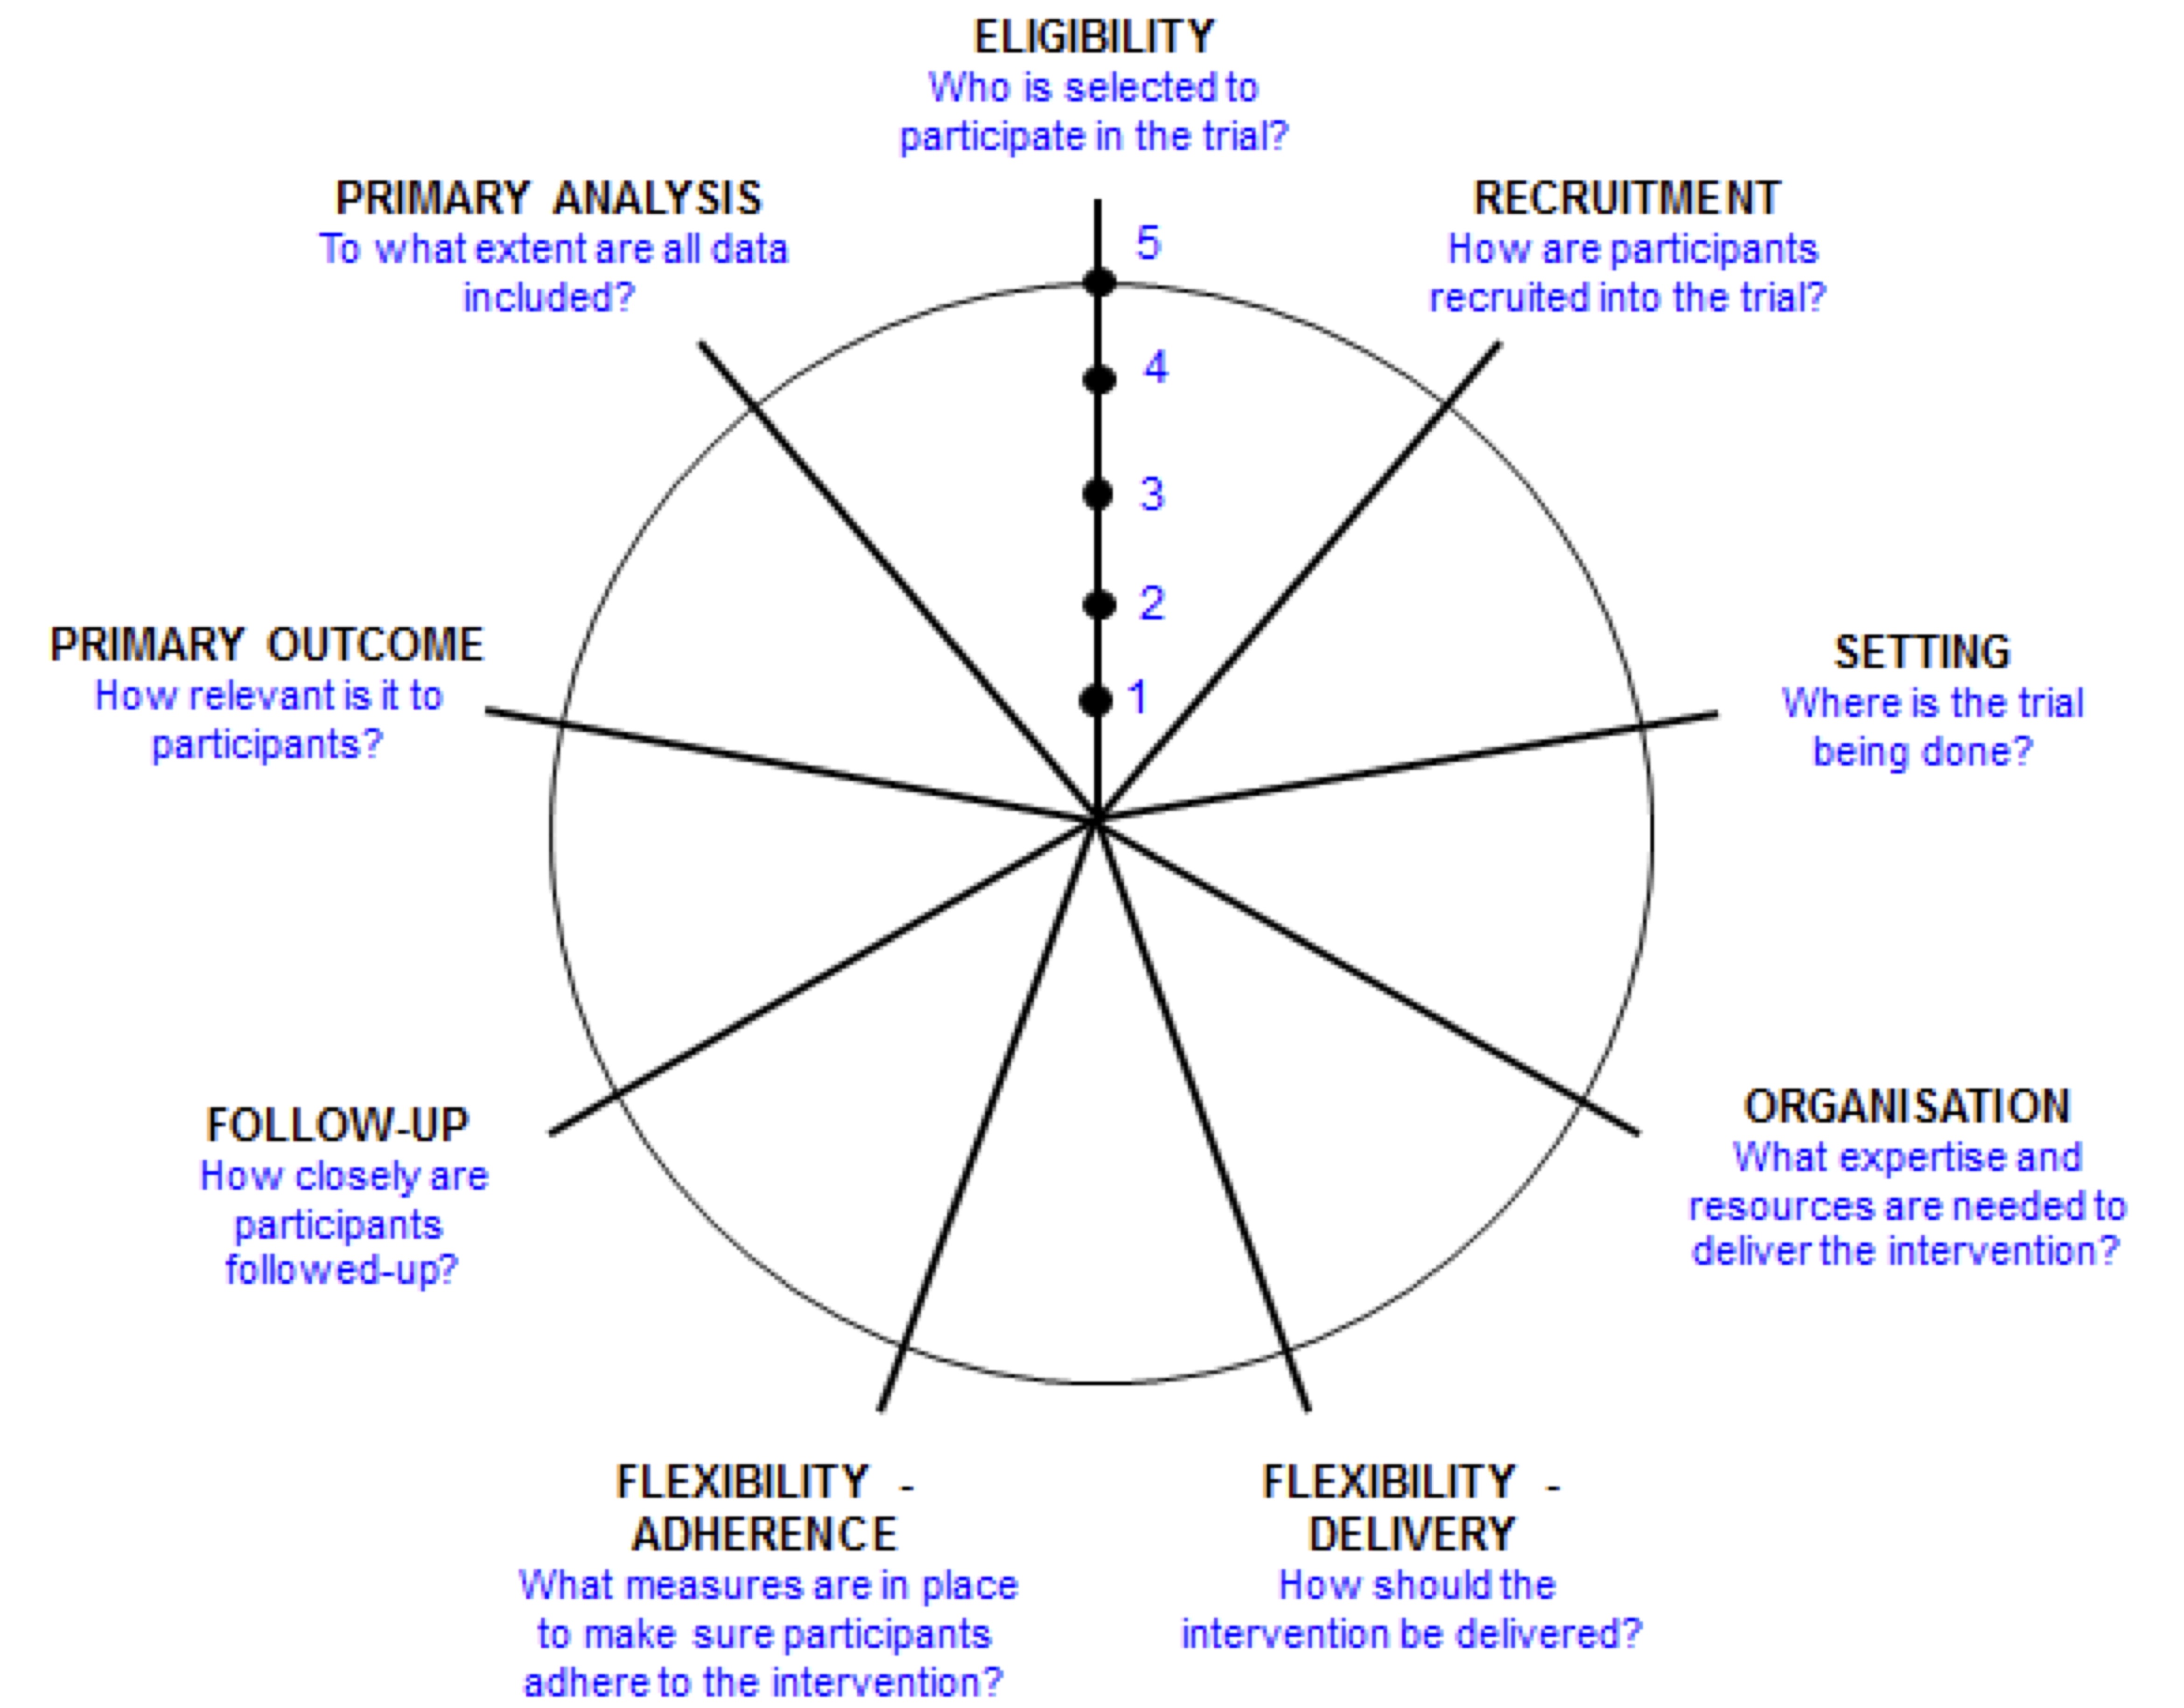 ELIGIBILITY
Who is selected to
participate in the trial?
PRIMARY ANALYSIS
To what extent are all data
included?
RECRUITMENT
How are participants
recruited into the trial?
5
4
3
2
1
PRIMARY OUTCOME
How relevant is it to
participants?
SETTING
Where is the trial
being done?
FOLLOW-UP
How closely are
participants
followed-up?
ORGANISATION
What expertise and
resources are needed to
deliver the intervention?
FLEXIBILITY -
ADHERENCE
What measures are in place
to make sure participants
adhere to the intervention?
FLEXIBILITY -
DELIVERY
How should the
intervention be delivered?